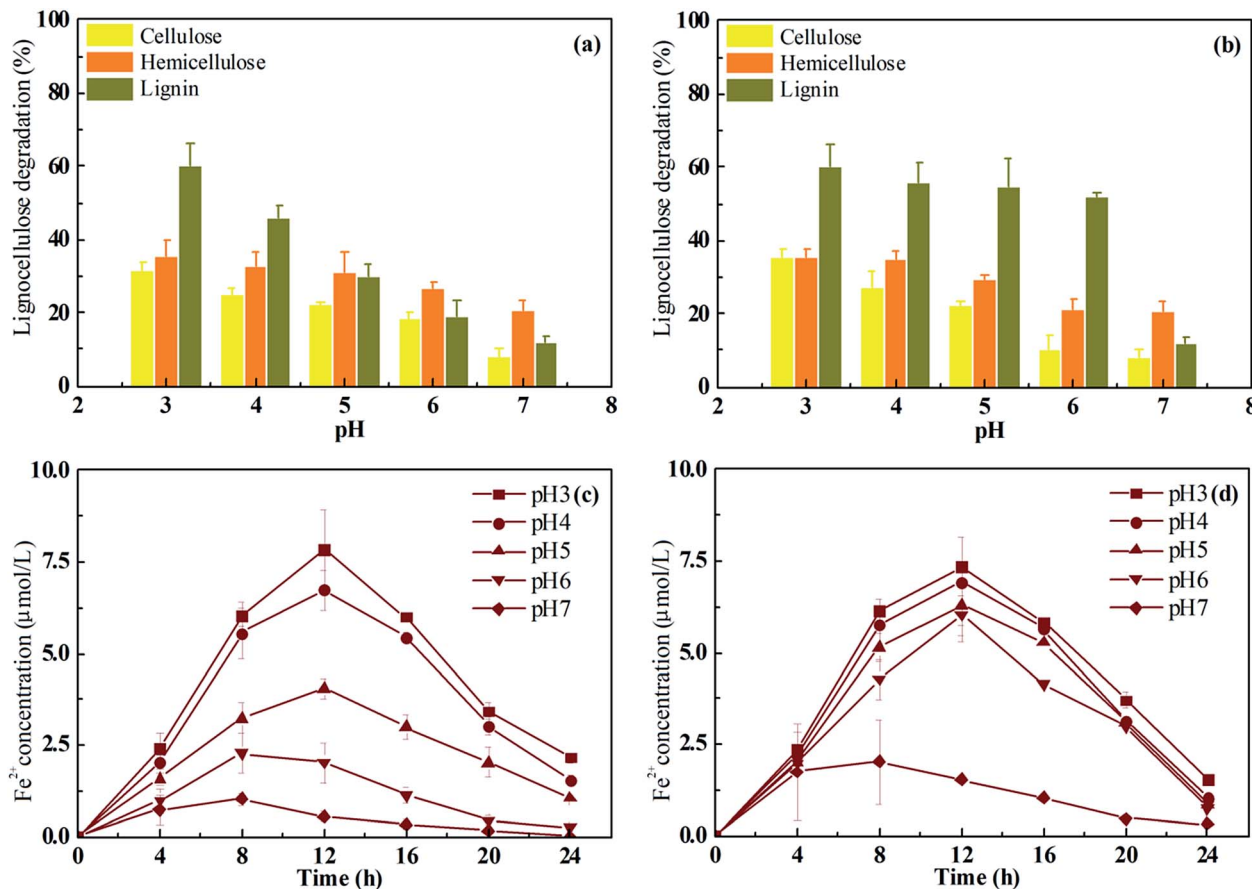 100
80
60
40
20
0
Lignocellulose degradation (%)
Cellulose
Hemicellulose
Lignin
(a)
2 3 4 5 6 7 8
pH
100
80
60
40
20
0
Lignocellulose degradation (%)
Cellulose
Hemicellulose
Lignin
(b)
2 3 4 5 6 7 8
pH
10.0
7.5
5.0
2.5
0.0
Fe²⁺ concentration (µmol/L)
pH3 (c)
pH4
pH5
pH6
pH7
0 4 8 12 16 20 24
Time (h)
10.0
7.5
5.0
2.5
0.0
Fe²⁺ concentration (µmol/L)
pH3 (d)
pH4
pH5
pH6
pH7
0 4 8 12 16 20 24
Time (h)